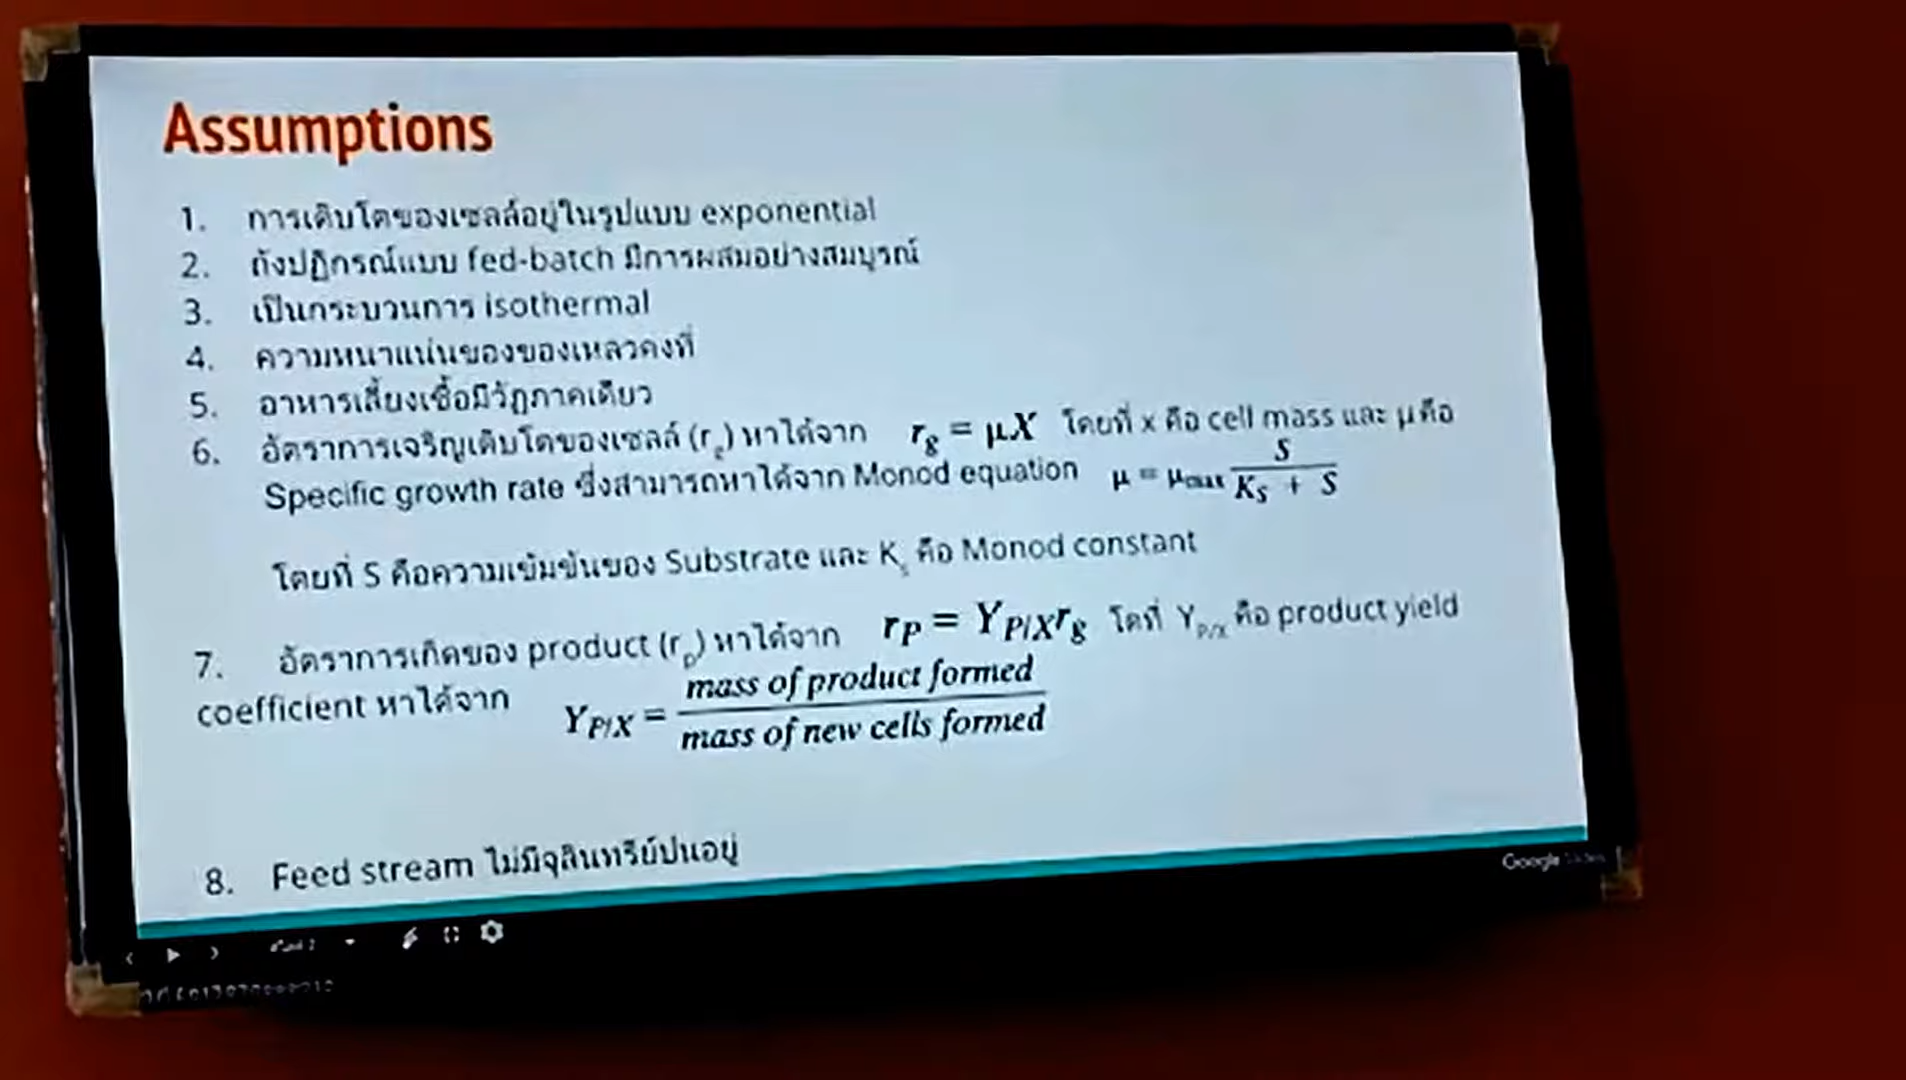 Assumptions
1. การเติบโตของเซลล์อยู่ในรูปแบบ exponential
2. ถังปฏิกรณ์แบบ fed-batch มีการผสมอย่างสมบูรณ์
3. เป็นกระบวนการ isothermal
4. ความหนาแน่นของของเหลวคงที่
5. อาหารเลี้ยงเชื้อมีวัฏภาคเดียว
6. อัตราการเจริญเติบโตของเซลล์ (r_g) หาได้จาก r_g = μX โดยที่ x คือ cell mass และ μ คือ
Specific growth rate ซึ่งสามารถหาได้จาก Monod equation μ = μ_max S / (K_S + S)
โดยที่ S คือความเข้มข้นของ Substrate และ K_s คือ Monod constant
7. อัตราการเกิดของ product (r_p) หาได้จาก r_P = Y_P/X r_g โดที่ Y_P/X คือ product yield
coefficient หาได้จาก Y_P/X = mass of product formed / mass of new cells formed
8. Feed stream ไม่มีจุลินทรีย์ปนอยู่
Google